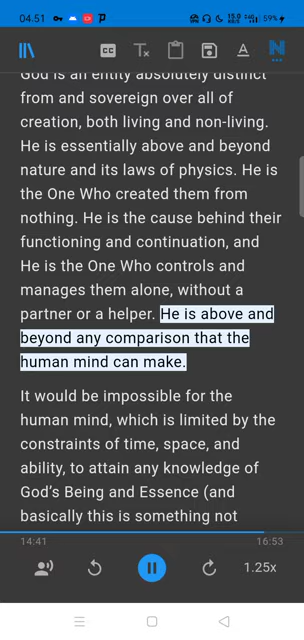 04.51
15.0
KB/S
59%
CC
God is an entity absolutely distinct
from and sovereign over all of
creation, both living and non-living.
He is essentially above and beyond
nature and its laws of physics. He is
the One Who created them from
nothing. He is the cause behind their
functioning and continuation, and
He is the One Who controls and
manages them alone, without a
partner or a helper. He is above and
beyond any comparison that the
human mind can make.
It would be impossible for the
human mind, which is limited by the
constraints of time, space, and
ability, to attain any knowledge of
God's Being and Essence (and
basically this is something not
14:41
16:53
1.25x